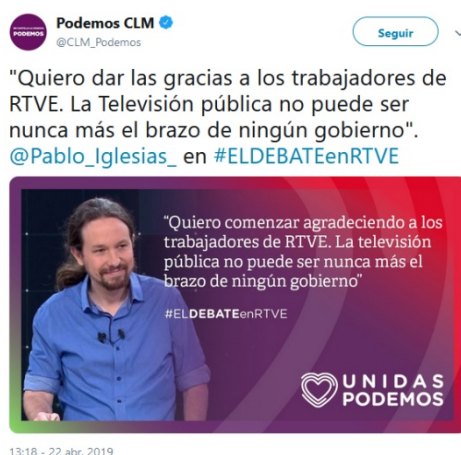 Podemos CLM
@CLM_Podemos
Seguir
"Quiero dar las gracias a los trabajadores de
RTVE. La Televisión pública no puede ser
nunca más el brazo de ningún gobierno".
@Pablo_Iglesias_ en #ELDEBATEenRTVE
“Quiero comenzar agradeciendo a los
trabajadores de RTVE. La televisión
pública no puede ser nunca más el
brazo de ningún gobierno”
#ELDEBATEenRTVE
UNIDAS
PODEMOS
13:18 - 22 abr. 2019